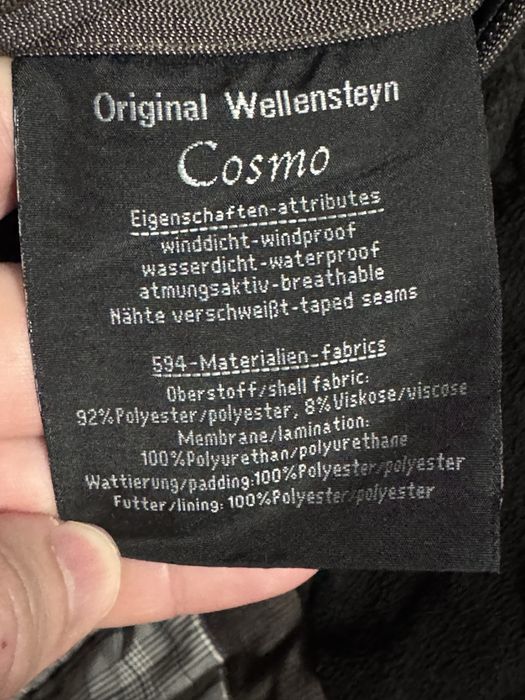 Original Wellensteyn
Cosmo
Eigenschaften-attributes
winddicht-windproof
wasserdicht-waterproof
atmungsaktiv-breathable
Nähte verschweißt-taped seams
594-Materialien-fabrics
Oberstoff/shell fabric:
92%Polyester/polyester, 8%Viskose/viscose
Membrane/lamination:
100%Polyurethan/polyurethane
Wattierung/padding:100%Polyester/polyester
Futter/lining: 100%Polyester/polyester